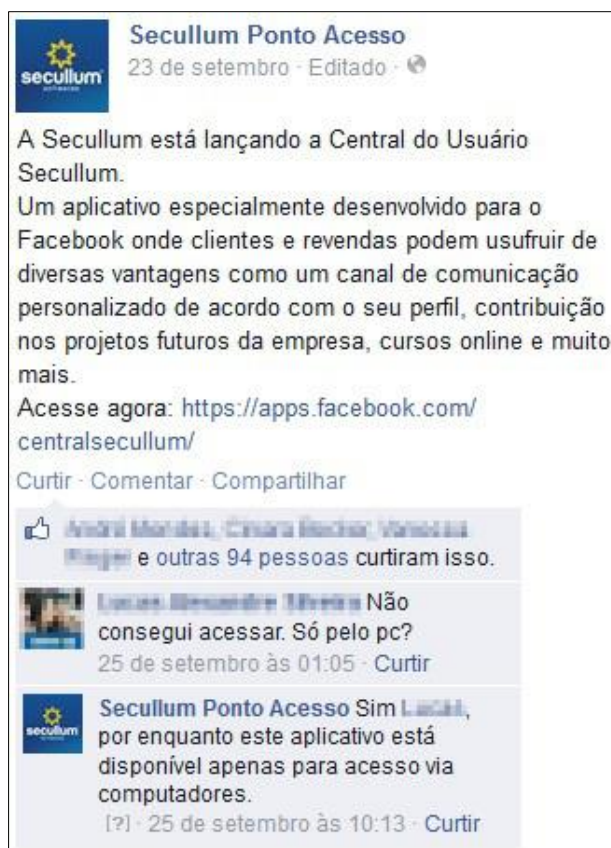 secullum
SOFTWARES
Secullum Ponto Acesso
23 de setembro · Editado ·
A Secullum está lançando a Central do Usuário
Secullum.
Um aplicativo especialmente desenvolvido para o
Facebook onde clientes e revendas podem usufruir de
diversas vantagens como um canal de comunicação
personalizado de acordo com o seu perfil, contribuição
nos projetos futuros da empresa, cursos online e muito
mais.
Acesse agora: https://apps.facebook.com/
centralsecullum/
Curtir · Comentar · Compartilhar
e outras 94 pessoas curtiram isso.
Não
consegui acessar. Só pelo pc?
25 de setembro às 01:05 · Curtir
secullum
Secullum Ponto Acesso Sim ,
por enquanto este aplicativo está
disponível apenas para acesso via
computadores.
[?] · 25 de setembro às 10:13 · Curtir